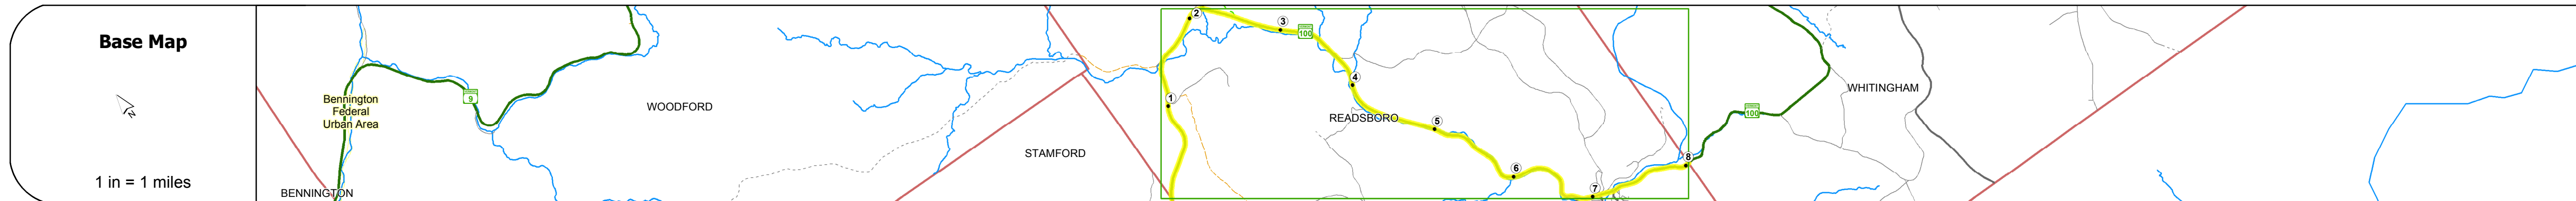 Base Map
N
1 in = 1 miles
Bennington
Federal
Urban Area
BENNINGTON
9
WOODFORD
STAMFORD
1
2
3
100
4
READSBORO
5
6
7
8
100
WHITINGHAM